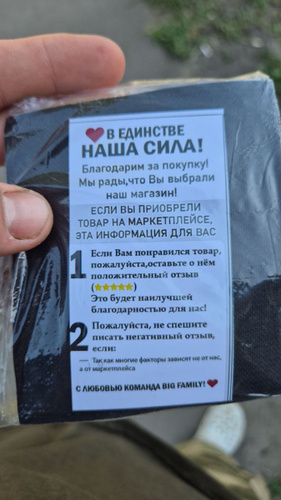 В ЕДИНСТВЕ
НАША СИЛА!
Благодарим за покупку!
Мы рады,что Вы выбрали
наш магазин!
ЕСЛИ ВЫ ПРИОБРЕЛИ
ТОВАР НА МАРКЕТПЛЕЙСЕ,
ЭТА ИНФОРМАЦИЯ ДЛЯ ВАС
1 Если Вам понравился товар,
пожалуйста,оставьте о нём
положительный отзыв
(⭐⭐⭐⭐⭐)
Это будет наилучшей
благодарностью для нас!
2 Пожалуйста, не спешите
писать негативный отзыв,
если:
— Так как многие факторы зависят не от нас,
а от маркетплейса
С ЛЮБОВЬЮ КОМАНДА BIG FAMILY!